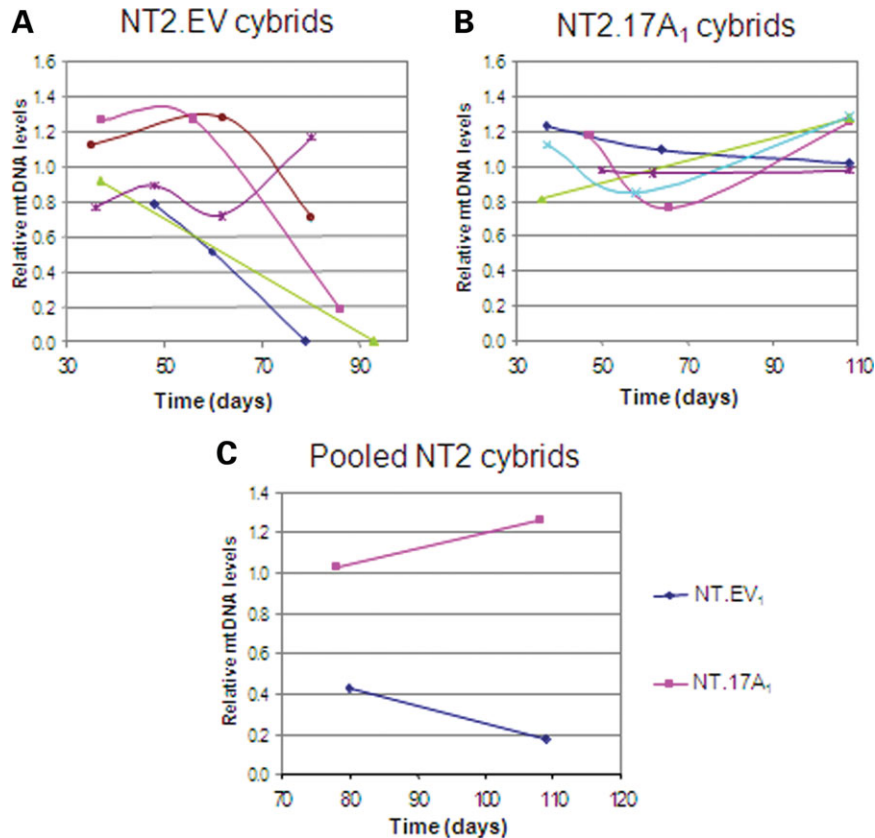 A
NT2.EV cybrids
Relative mtDNA levels
1.6
1.4
1.2
1.0
0.8
0.6
0.4
0.2
0.0
30 50 70 90
Time (days)
B
NT2.17A₁ cybrids
Relative mtDNA levels
1.6
1.4
1.2
1.0
0.8
0.6
0.4
0.2
0.0
30 50 70 90 110
Time (days)
C
Pooled NT2 cybrids
Relative mtDNA levels
1.4
1.2
1.0
0.8
0.6
0.4
0.2
0.0
70 80 90 100 110 120
Time (days)
NT.EV₁
NT.17A₁